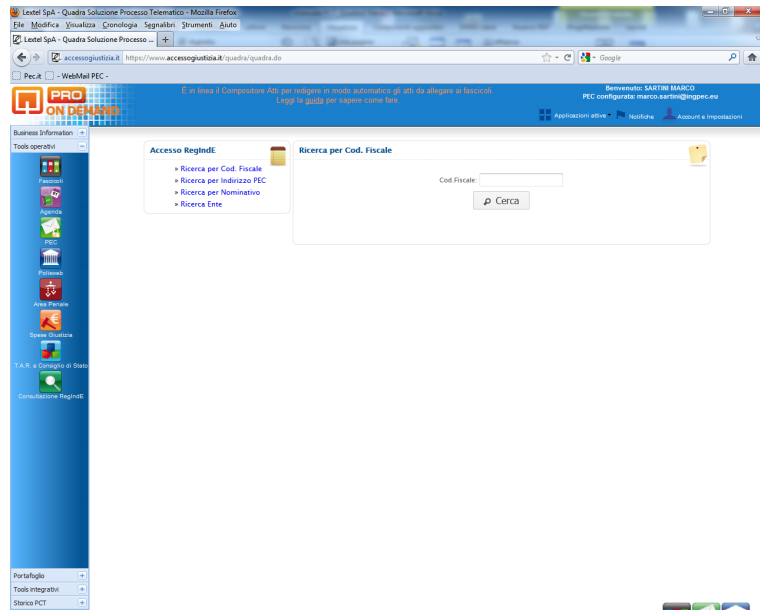 Lextel SpA - Quadra Soluzione Processo Telematico - Mozilla Firefox
File Modifica Visualizza Cronologia Segnalibri Strumenti Aiuto
Lextel SpA - Quadra Soluzione Processo ... +
accessogiustizia.it https://www.accessogiustizia.it/quadra/quadra.do
Google
Pec.it - WebMail PEC -
PRO
ON DEMAND
É in linea il Compositore Atti per redigere in modo automatico gli atti da allegare ai fascicoli.
Leggi la guida per sapere come fare.
Benvenuto: SARTINI MARCO
PEC configurata: marco.sartini@ingpec.eu
Applicazioni attive Notifiche Account e Impostazioni
Business Information +
Tools operativi
Fascicoli
Agenda
PEC
Polisweb
Area Penale
Spese Giustizia
T.A.R. e Consiglio di Stato
Consultazione RegIndE
Accesso RegIndE
» Ricerca per Cod. Fiscale
» Ricerca per Indirizzo PEC
» Ricerca per Nominativo
» Ricerca Ente
Ricerca per Cod. Fiscale
Cod.Fiscale:
Cerca
Portafoglio +
Tools integrativi +
Storico PCT +